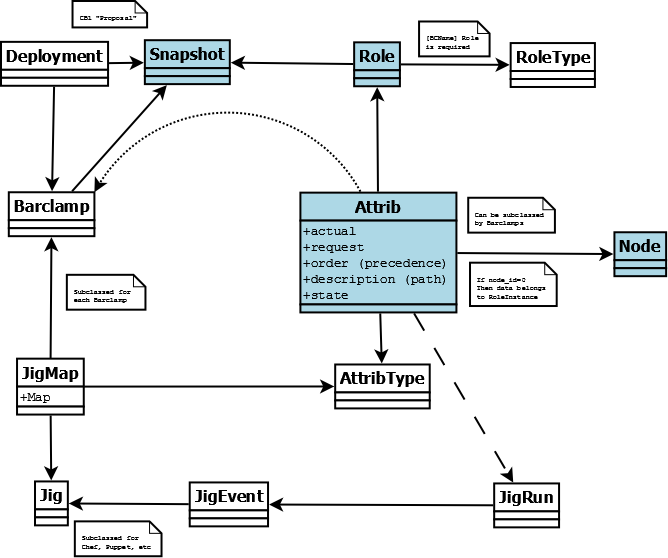 CB1 "Proposal"
Deployment
Snapshot
Role
[BCName] Role
is required
RoleType
Barclamp
Attrib
+actual
+request
+order (precedence)
+description (path)
+state
Can be subclassed
by Barclamps
Node
If node_id=0
Then data belongs
to RoleInstance
Subclassed for
each Barclamp
JigMap
+Map
AttribType
Jig
JigEvent
JigRun
Subclassed for
Chef, Puppet, etc